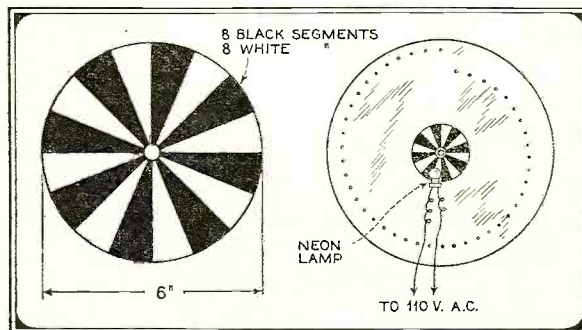 8 BLACK SEGMENTS
8 WHITE "
6"
NEON
LAMP
TO 110 V. A.C.